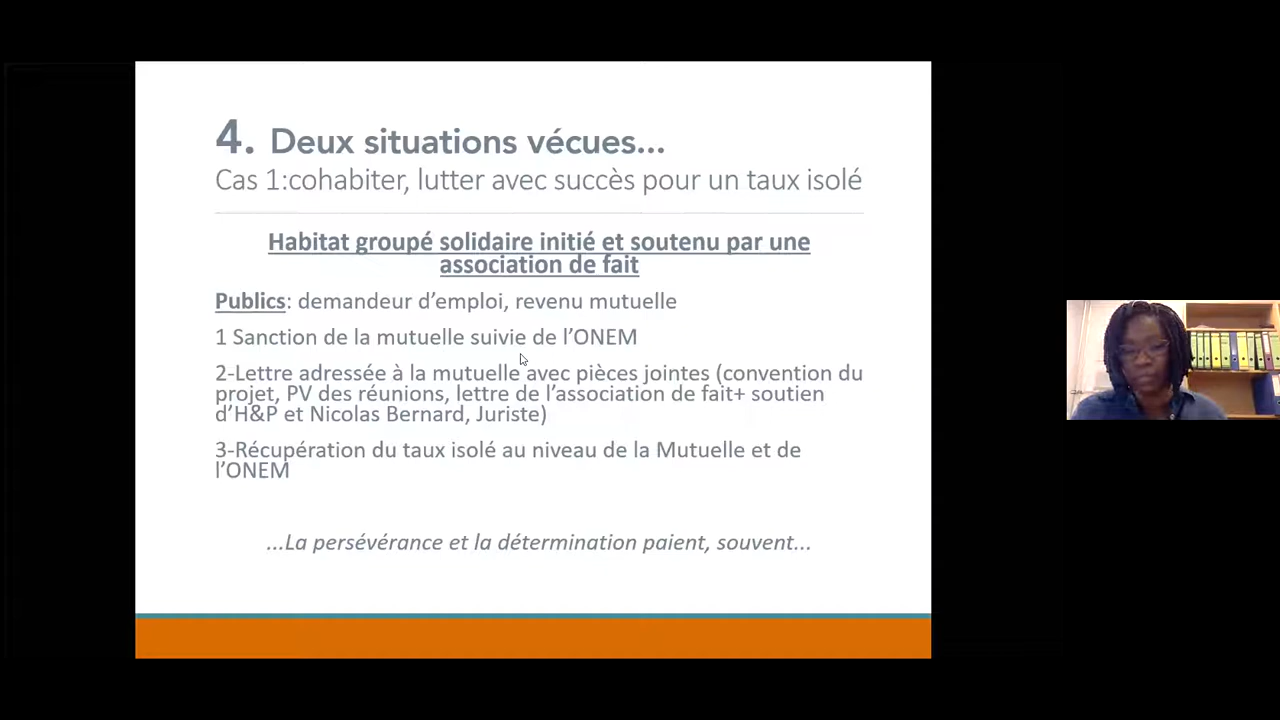 4. Deux situations vécues...
Cas 1:cohabiter, lutter avec succès pour un taux isolé
Habitat groupé solidaire initié et soutenu par une
association de fait
Publics: demandeur d’emploi, revenu mutuelle
1 Sanction de la mutuelle suivie de l’ONEM
2-Lettre adressée à la mutuelle avec pièces jointes (convention du
projet, PV des réunions, lettre de l’association de fait+ soutien
d’H&P et Nicolas Bernard, Juriste)
3-Récupération du taux isolé au niveau de la Mutuelle et de
l’ONEM
...La persévérance et la détermination paient, souvent...